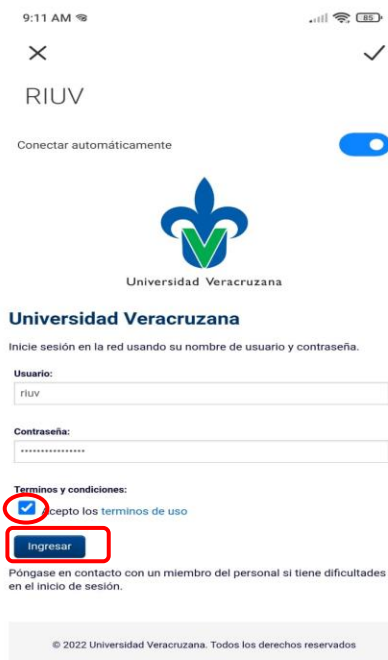 9:11 AM
85
RIUV
Conectar automáticamente
Universidad Veracruzana
Universidad Veracruzana
Inicie sesión en la red usando su nombre de usuario y contraseña.
Usuario:
riuv
Contraseña:
••••••••••••••••
Terminos y condiciones:
Acepto los terminos de uso
Ingresar
Póngase en contacto con un miembro del personal si tiene dificultades
en el inicio de sesión.
© 2022 Universidad Veracruzana. Todos los derechos reservados